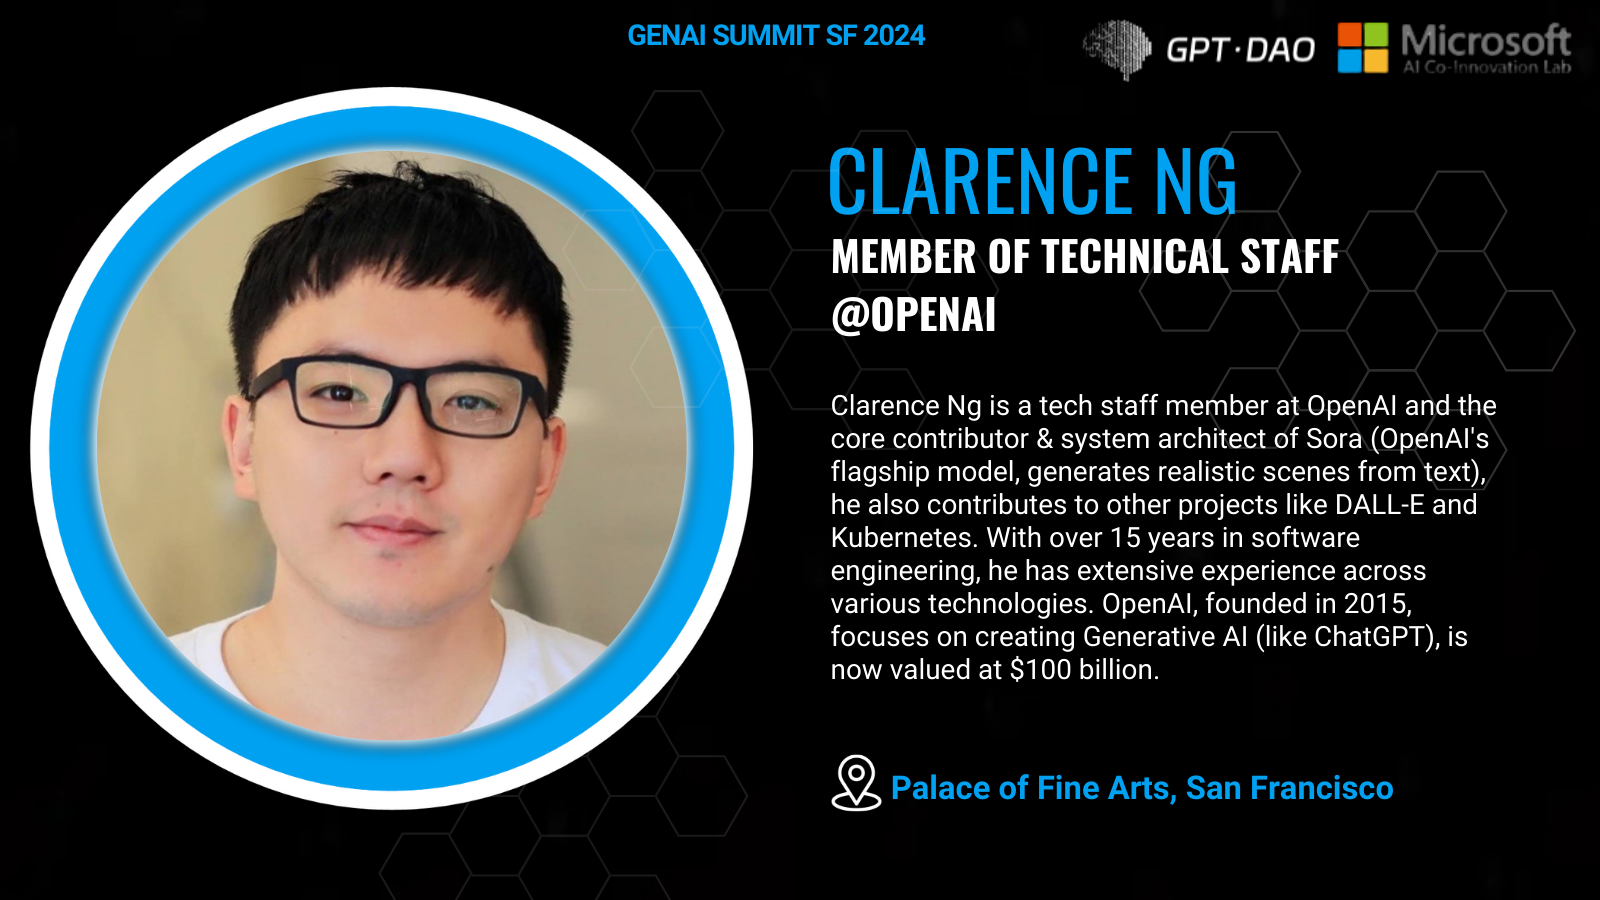 GENAI SUMMIT SF 2024
GPT·DAO
Microsoft
AI Co-Innovation Lab
CLARENCE NG
MEMBER OF TECHNICAL STAFF
@OPENAI
Clarence Ng is a tech staff member at OpenAI and the
core contributor & system architect of Sora (OpenAI's
flagship model, generates realistic scenes from text),
he also contributes to other projects like DALL-E and
Kubernetes. With over 15 years in software
engineering, he has extensive experience across
various technologies. OpenAI, founded in 2015,
focuses on creating Generative AI (like ChatGPT), is
now valued at $100 billion.
Palace of Fine Arts, San Francisco